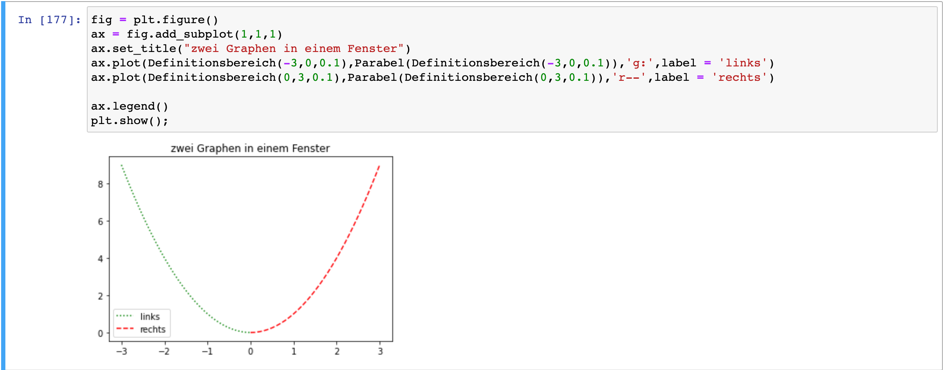 In [177]: fig = plt.figure()
ax = fig.add_subplot(1,1,1)
ax.set_title("zwei Graphen in einem Fenster")
ax.plot(Definitionsbereich(-3,0,0.1),Parabel(Definitionsbereich(-3,0,0.1)),'g:',label = 'links')
ax.plot(Definitionsbereich(0,3,0.1),Parabel(Definitionsbereich(0,3,0.1)),'r--',label = 'rechts')
ax.legend()
plt.show();
zwei Graphen in einem Fenster
8
6
4
2
0
links
rechts
−3 −2 −1 0 1 2 3